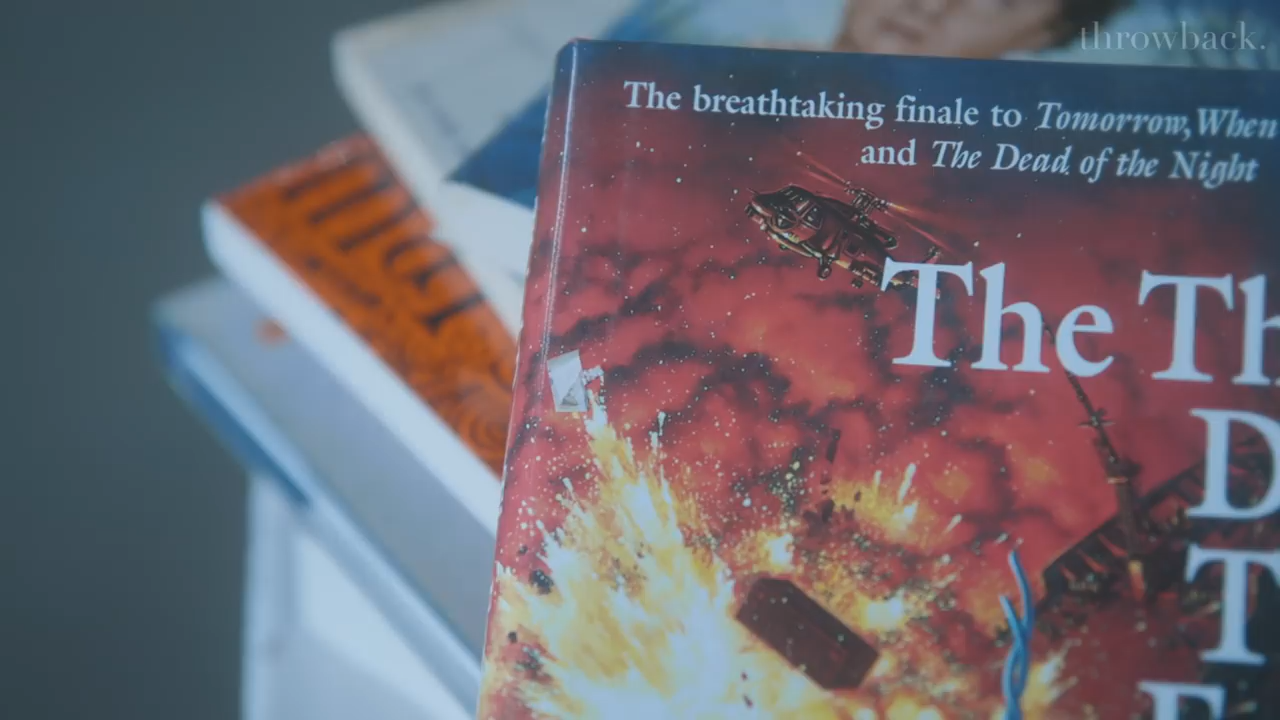 throwback.
The breathtaking finale to Tomorrow, When
and The Dead of the Night
The Th
D
T